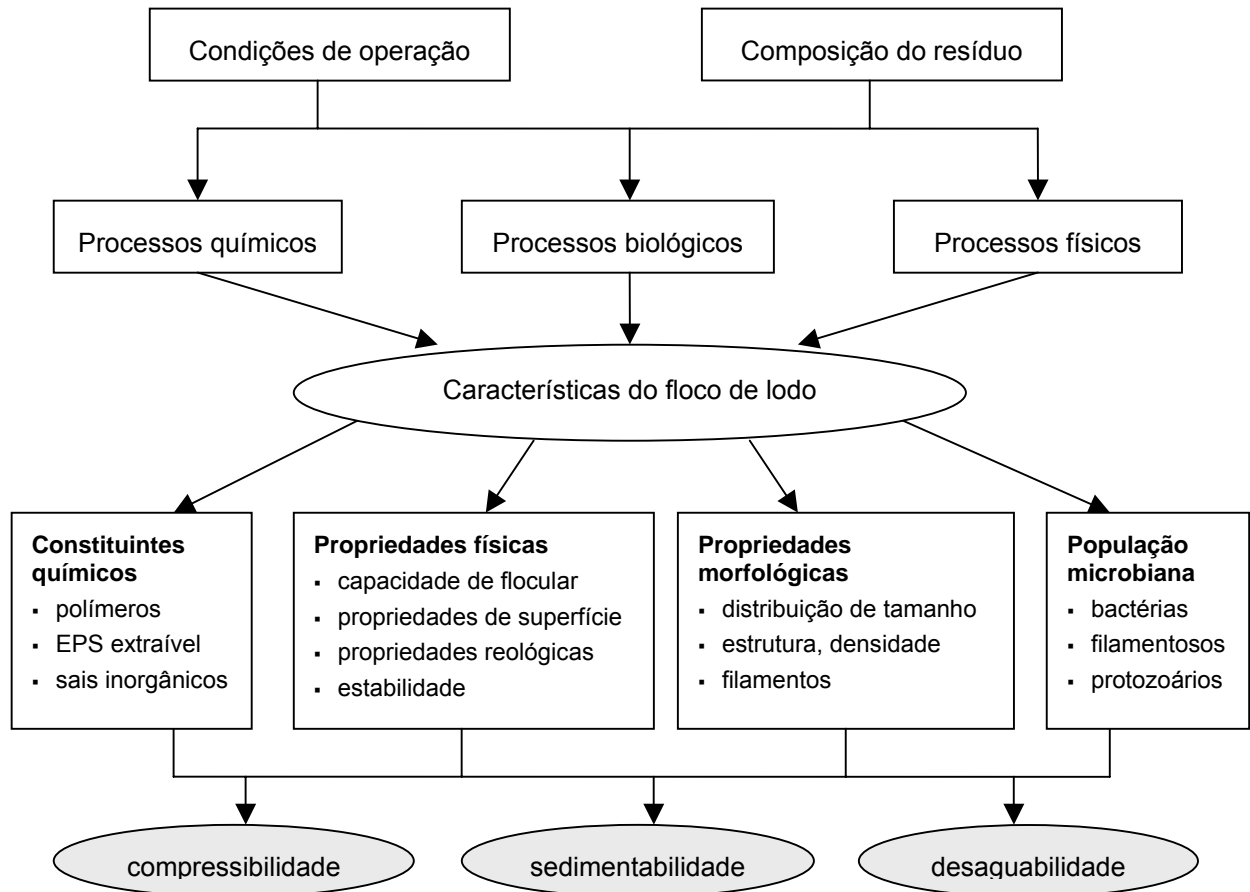 Condições de operação
Composição do resíduo
Processos químicos
Processos biológicos
Processos físicos
Características do floco de lodo
Constituintes
químicos
▪ polímeros
▪ EPS extraível
▪ sais inorgânicos
Propriedades físicas
▪ capacidade de flocular
▪ propriedades de superfície
▪ propriedades reológicas
▪ estabilidade
Propriedades
morfológicas
▪ distribuição de tamanho
▪ estrutura, densidade
▪ filamentos
População
microbiana
▪ bactérias
▪ filamentosos
▪ protozoários
compressibilidade
sedimentabilidade
desaguabilidade